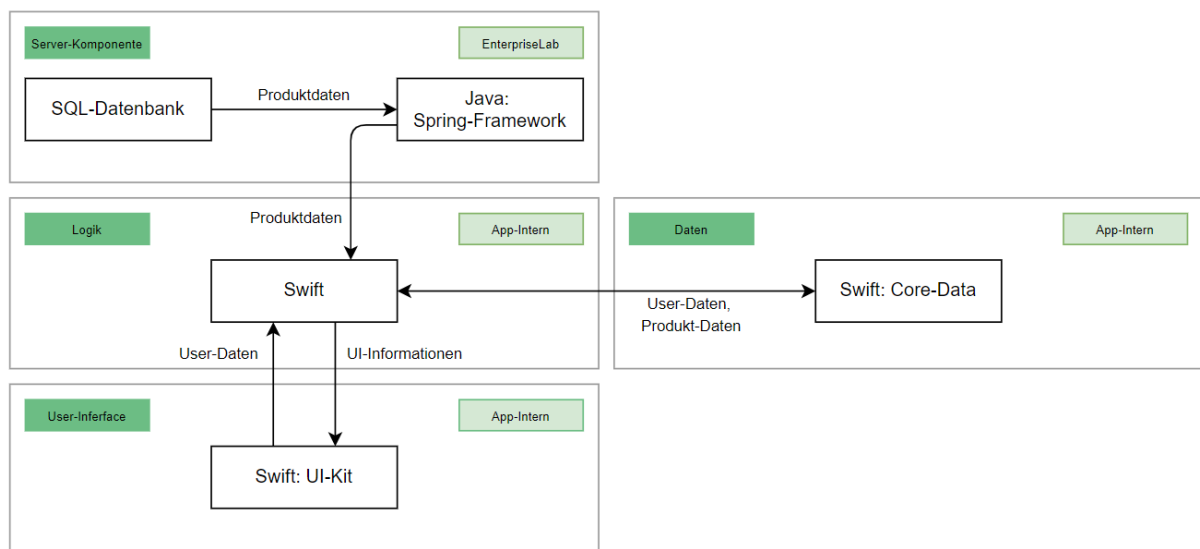 Server-Komponente
EnterpriseLab
SQL-Datenbank
Produktdaten
Java:
Spring-Framework
Produktdaten
Logik
App-Intern
Swift
Daten
App-Intern
Swift: Core-Data
User-Daten,
Produkt-Daten
User-Daten
UI-Informationen
User-Inferface
App-Intern
Swift: UI-Kit